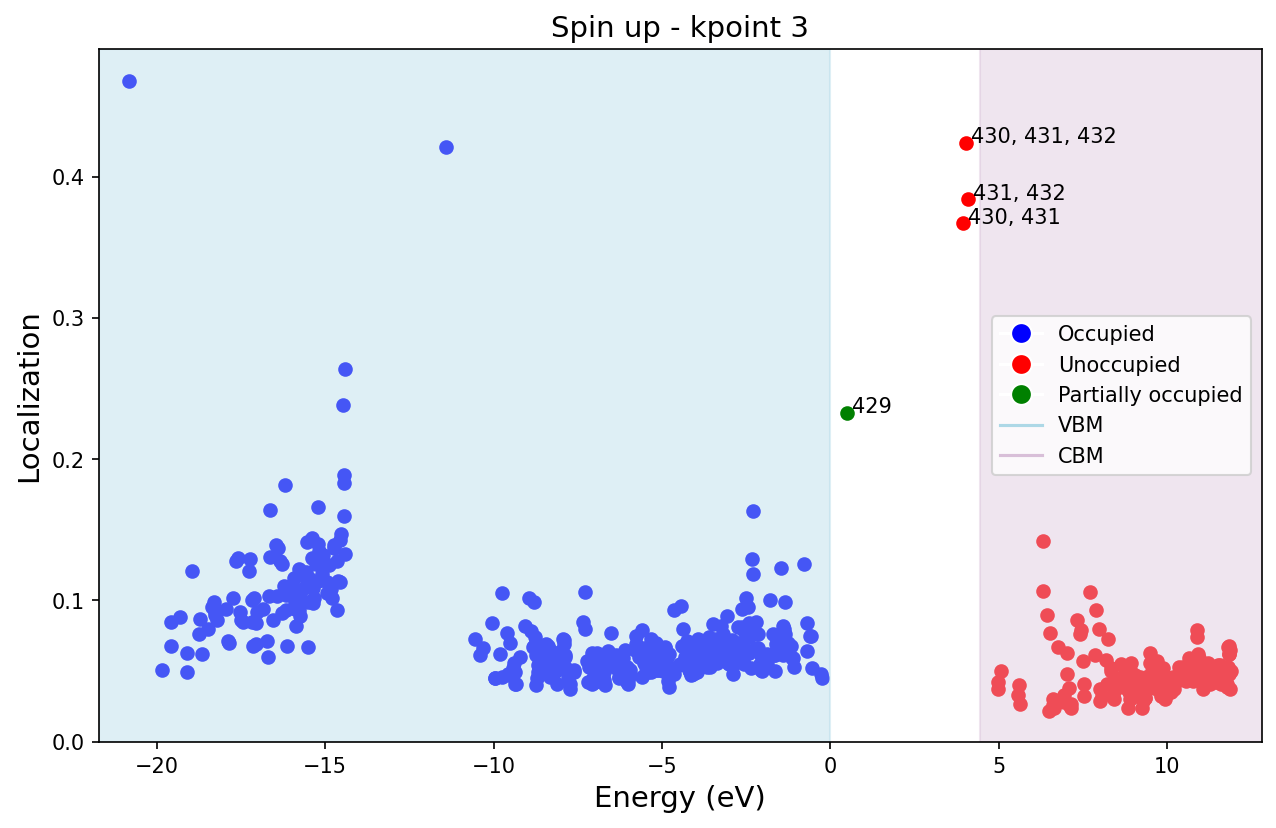 Spin up - kpoint 3
Localization
0.4
0.3
0.2
0.1
0.0
430, 431, 432
431, 432
430, 431
429
Occupied
Unoccupied
Partially occupied
VBM
CBM
−20
−15
−10
−5
0
5
10
Energy (eV)